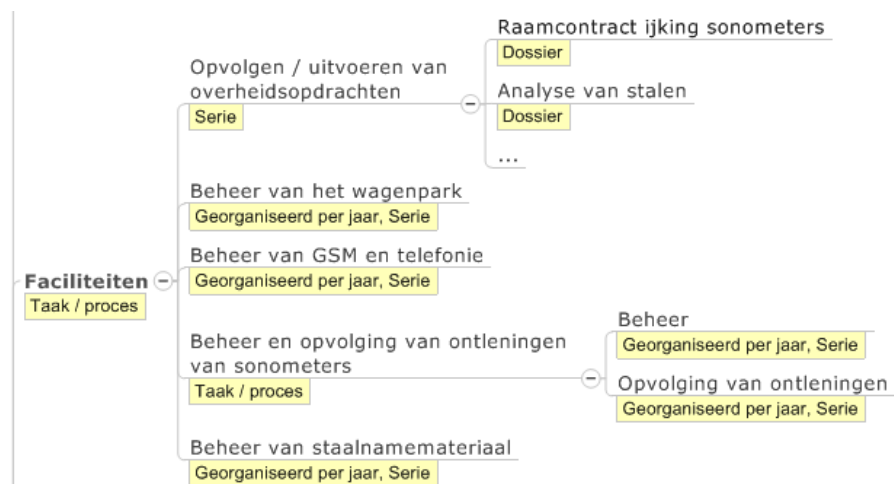 Raamcontract ijking sonometers
Dossier
Opvolgen / uitvoeren van
overheidsopdrachten
Serie
Analyse van stalen
Dossier
...
Beheer van het wagenpark
Georganiseerd per jaar, Serie
Beheer van GSM en telefonie
Georganiseerd per jaar, Serie
Faciliteiten
Taak / proces
Beheer en opvolging van ontleningen
van sonometers
Taak / proces
Beheer
Georganiseerd per jaar, Serie
Opvolging van ontleningen
Georganiseerd per jaar, Serie
Beheer van staalnamemateriaal
Georganiseerd per jaar, Serie